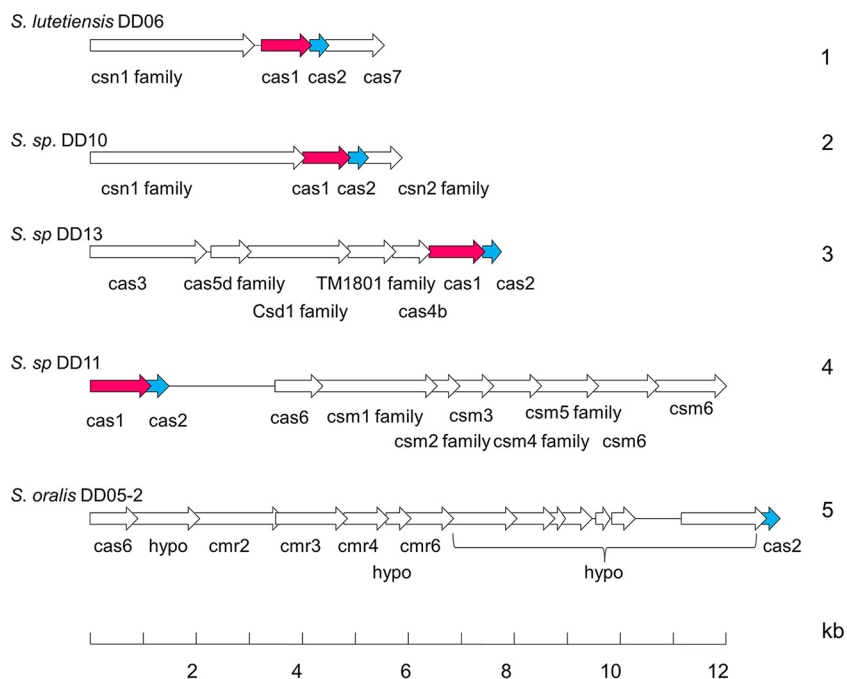 S. lutetiensis DD06
1
csn1 family cas1 cas2 cas7
S. sp. DD10
2
csn1 family cas1 cas2 csn2 family
S. sp DD13
3
cas3 cas5d family TM1801 family cas1 cas2
Csd1 family cas4b
S. sp DD11
4
cas1 cas2 cas6 csm1 family csm3 csm5 family csm6
csm2 family csm4 family csm6
S. oralis DD05-2
5
cas6 hypo cmr2 cmr3 cmr4 cmr6 cas2
hypo hypo
kb
2 4 6 8 10 12